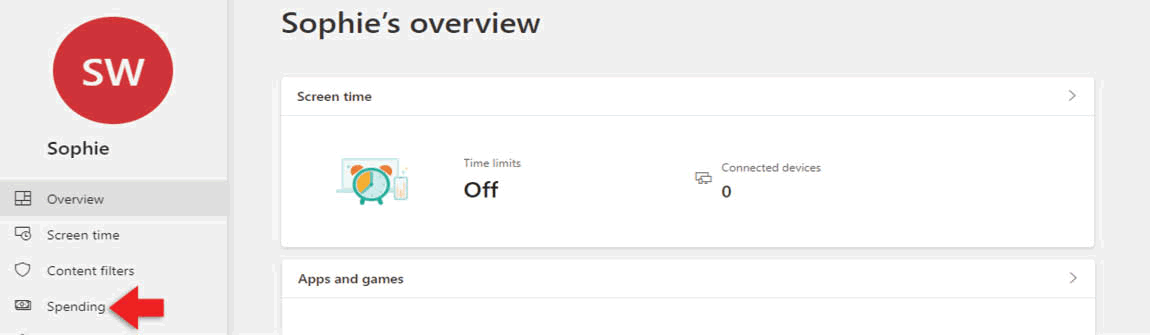 SW
Sophie
Overview
Screen time
Content filters
Spending
Sophie's overview
Screen time
Time limits
Off
Connected devices
0
Apps and games